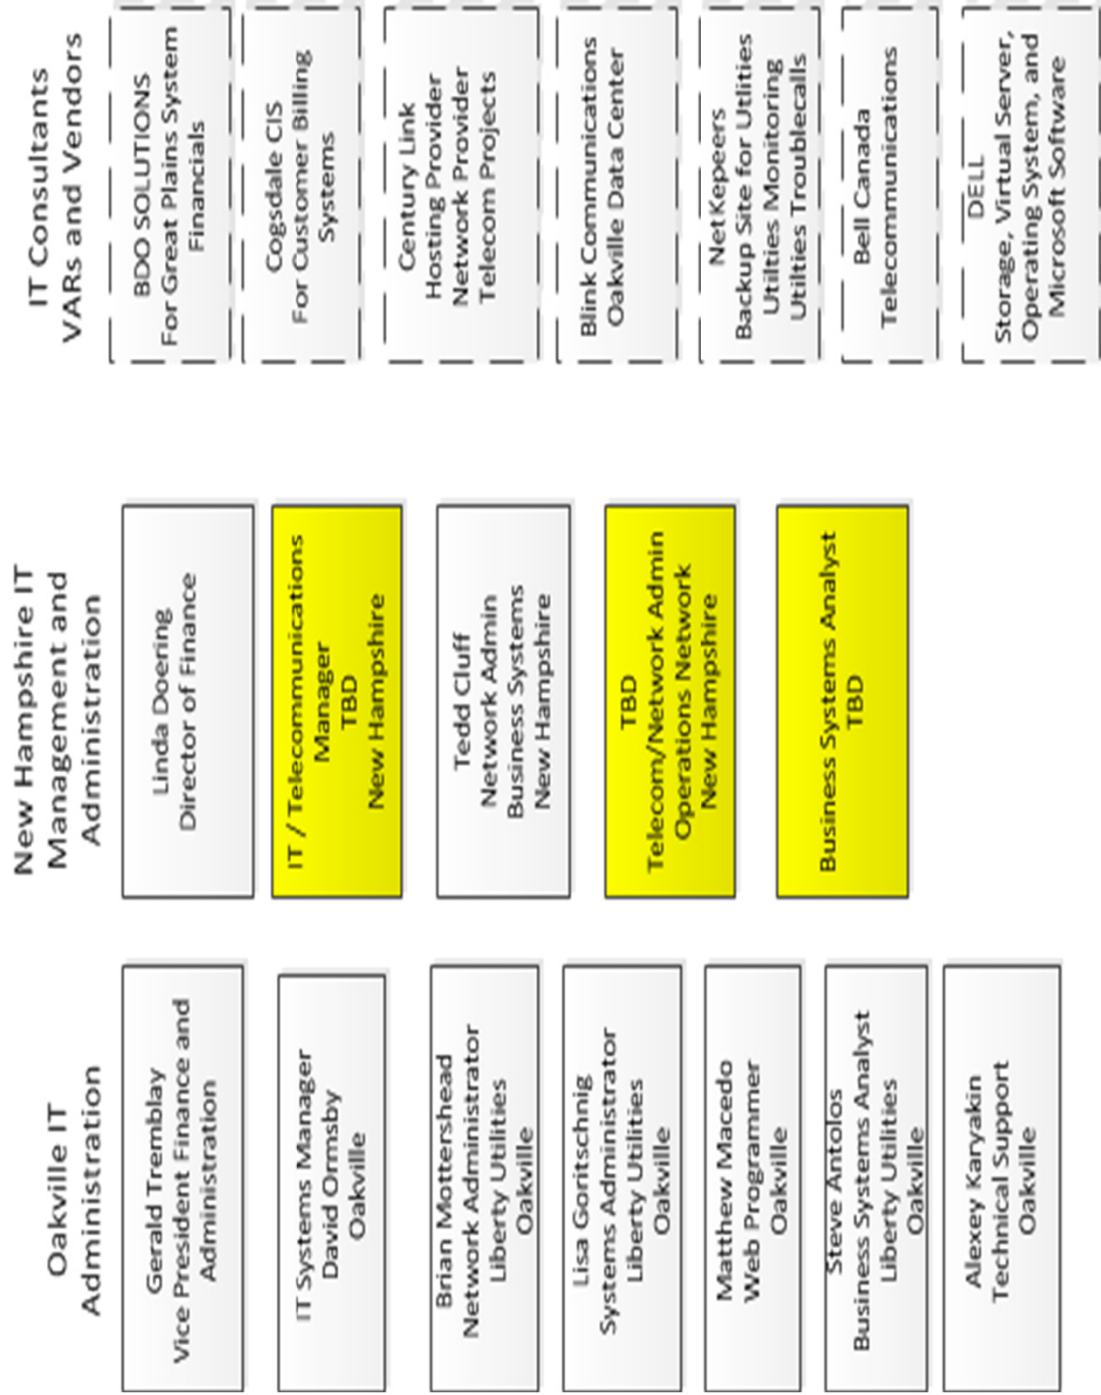 Oakville IT
Administration
Gerald Tremblay
Vice President Finance and
Administration
IT Systems Manager
David Ormsby
Oakville
Brian Mottershead
Network Administrator
Liberty Utilities
Oakville
Lisa Goritschnig
Systems Administrator
Liberty Utilities
Oakville
Matthew Macedo
Web Programmer
Oakville
Steve Antolos
Business Systems Analyst
Liberty Utilities
Oakville
Alexey Karyakin
Technical Support
Oakville
New Hampshire IT
Management and
Administration
Linda Doering
Director of Finance
IT / Telecommunications
Manager
TBD
New Hampshire
Tedd Cluff
Network Admin
Business Systems
New Hampshire
TBD
Telecom/Network Admin
Operations Network
New Hampshire
Business Systems Analyst
TBD
IT Consultants
VARs and Vendors
BDO SOLUTIONS
For Great Plains System
Financials
Cogsdale CIS
For Customer Billing
Systems
Century Link
Hosting Provider
Network Provider
Telecom Projects
Blink Communications
Oakville Data Center
Net Kepeers
Backup Site for Utlities
Utilties Monitoring
Utilties Troublecalls
Bell Canada
Telecommunications
DELL
Storage, Virtual Server,
Operating System, and
Microsoft Software